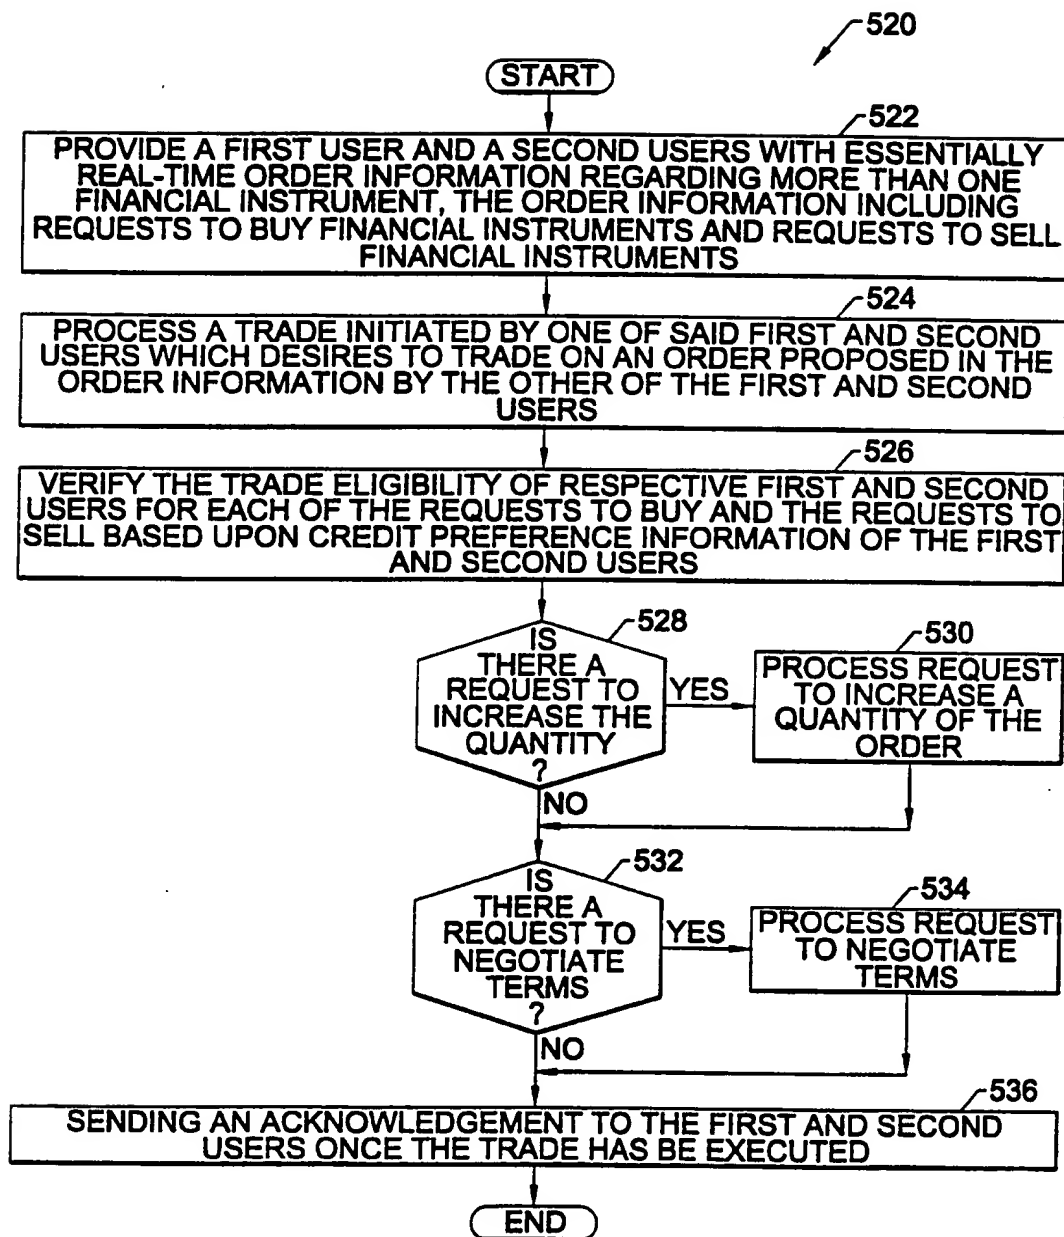 520
START
522
PROVIDE A FIRST USER AND A SECOND USERS WITH ESSENTIALLY
REAL-TIME ORDER INFORMATION REGARDING MORE THAN ONE
FINANCIAL INSTRUMENT, THE ORDER INFORMATION INCLUDING
REQUESTS TO BUY FINANCIAL INSTRUMENTS AND REQUESTS TO SELL
FINANCIAL INSTRUMENTS
524
PROCESS A TRADE INITIATED BY ONE OF SAID FIRST AND SECOND
USERS WHICH DESIRES TO TRADE ON AN ORDER PROPOSED IN THE
ORDER INFORMATION BY THE OTHER OF THE FIRST AND SECOND
USERS
526
VERIFY THE TRADE ELIGIBILITY OF RESPECTIVE FIRST AND SECOND
USERS FOR EACH OF THE REQUESTS TO BUY AND THE REQUESTS TO
SELL BASED UPON CREDIT PREFERENCE INFORMATION OF THE FIRST
AND SECOND USERS
528
IS
THERE A
REQUEST TO
INCREASE THE
QUANTITY
?
YES
530
PROCESS REQUEST
TO INCREASE A
QUANTITY OF THE
ORDER
NO
532
IS
THERE A
REQUEST TO
NEGOTIATE
TERMS
?
YES
534
PROCESS REQUEST
TO NEGOTIATE
TERMS
NO
536
SENDING AN ACKNOWLEDGEMENT TO THE FIRST AND SECOND
USERS ONCE THE TRADE HAS BE EXECUTED
END